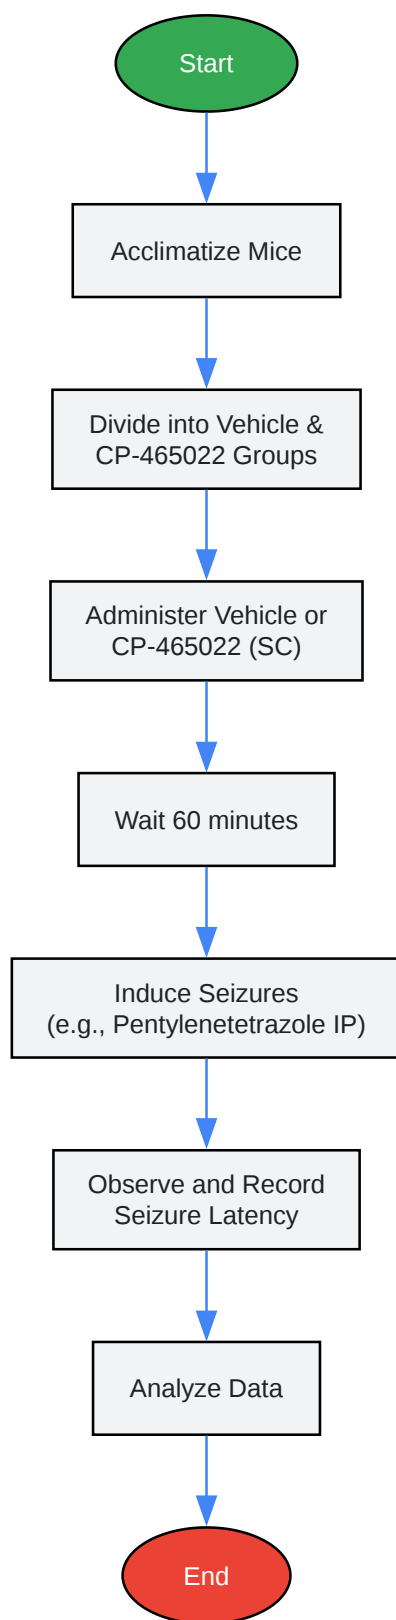 Start
Acclimatize Mice
Divide into Vehicle &
CP-465022 Groups
Administer Vehicle or
CP-465022 (SC)
Wait 60 minutes
Induce Seizures
(e.g., Pentylenetetrazole IP)
Observe and Record
Seizure Latency
Analyze Data
End